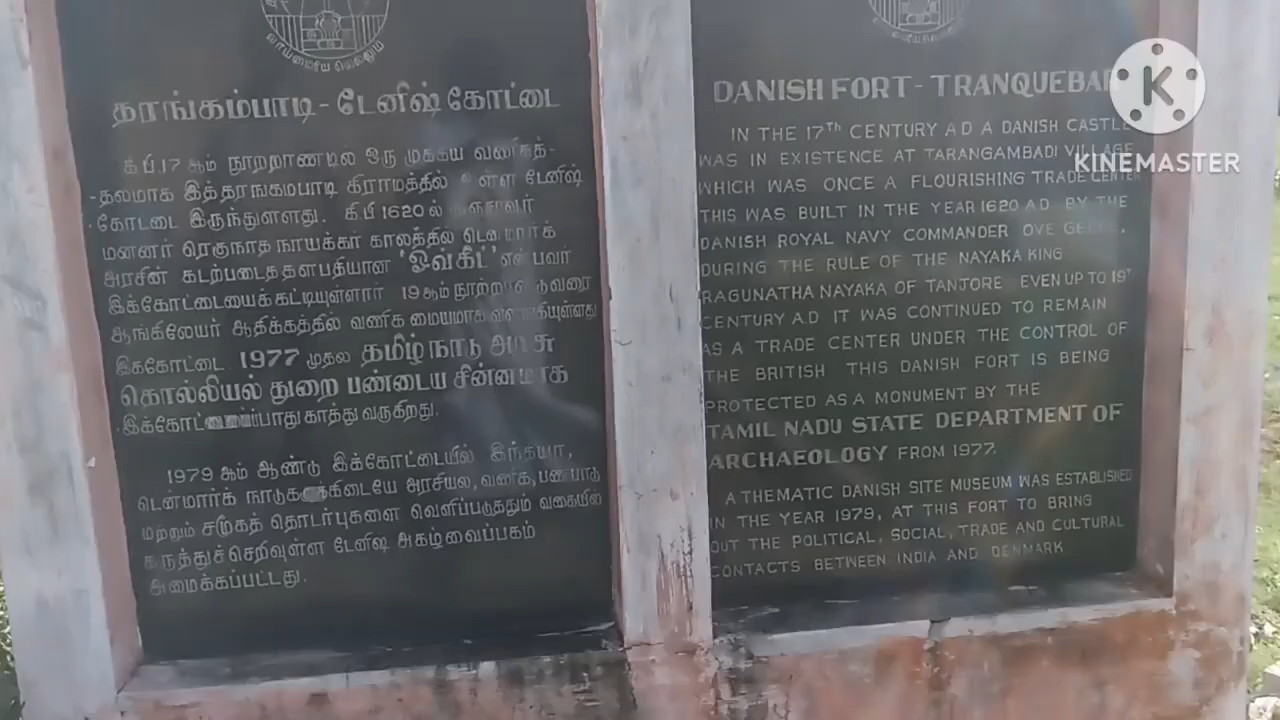 வாய்மையே வெல்லும்
தரங்கம்பாடி - டேனிஷ் கோட்டை
கி.பி.17 ஆம் நூற்றாண்டில் ஒரு முக்கிய வணிகத்-
-தலமாக இத்தரங்கம்பாடி கிராமத்தில் உள்ள டேனிஷ்
கோட்டை இருந்துள்ளது. கி.பி 1620 ல்
மன்னர் ரெகுநாத நாயக்கர் காலத்தில் டென்மார்க்
அரசின் கடற்படைத்தளபதியான 'ஓவ்கீட்' என்பவர்
இக்கோட்டையைக்கட்டியுள்ளார் 19 ஆம் நூற்றாண்டுவரை
ஆங்கிலேயர் ஆதிக்கத்தில் வணிக மையமாக
இக்கோட்டை 1977 முதல் தமிழ் நாடு அரசு
தொல்லியல் துறை பண்டைய சின்னமாக
இக்கோட்டையைப்பாதுகாத்து வருகிறது.
1979 ஆம் ஆண்டு இக்கோட்டையில் இந்தியா,
டென்மார்க் நாடுகளுக்கிடையே அரசியல், வணிக, பண்பாடு
மற்றும் சமூகத் தொடர்புகளை வெளிப்படுத்தும் வகையில்
கருத்துச்செறிவுள்ள டேனிஷ் அகழ்வைப்பகம்
அமைக்கப்பட்டது.
DANISH FORT - TRANQUEBAR
IN THE 17TH CENTURY A D A DANISH CASTLE
WAS IN EXISTENCE AT TARANGAMBADI VILLAGE
WHICH WAS ONCE A FLOURISHING TRADE CENTER
THIS WAS BUILT IN THE YEAR 1620 A.D BY THE
DANISH ROYAL NAVY COMMANDER OVE
DURING THE RULE OF THE NAYAKA KING
RAGUNATHA NAYAKA OF TANJORE EVEN UP TO 19T
CENTURY A.D IT WAS CONTINUED TO REMAIN
AS A TRADE CENTER UNDER THE CONTROL OF
THE BRITISH THIS DANISH FORT IS BEING
PROTECTED AS A MONUMENT BY THE
TAMIL NADU STATE DEPARTMENT OF
ARCHAEOLOGY FROM 1977.
A THEMATIC DANISH SITE MUSEUM WAS ESTABLISHED
IN THE YEAR 1979, AT THIS FORT TO BRING
OUT THE POLITICAL, SOCIAL, TRADE AND CULTURAL
CONTACTS BETWEEN INDIA AND DENMARK
K
KINEMASTER